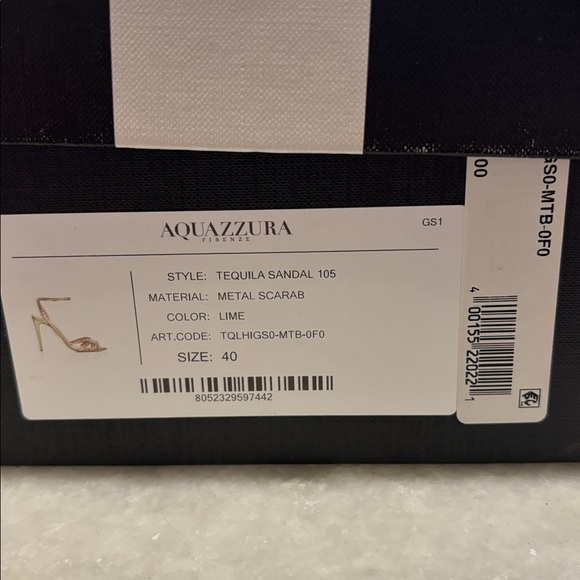 AQUAZZURA
FIRENZE
GS1
STYLE: TEQUILA SANDAL 105
MATERIAL: METAL SCARAB
COLOR: LIME
ART.CODE: TQLHIGS0-MTB-0F0
SIZE: 40
8052329597442
GS0-MTB-0F0
00
4 00155 22022 1